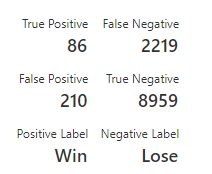 True Positive False Negative
86 2219
False Positive True Negative
210 8959
Positive Label Negative Label
Win Lose